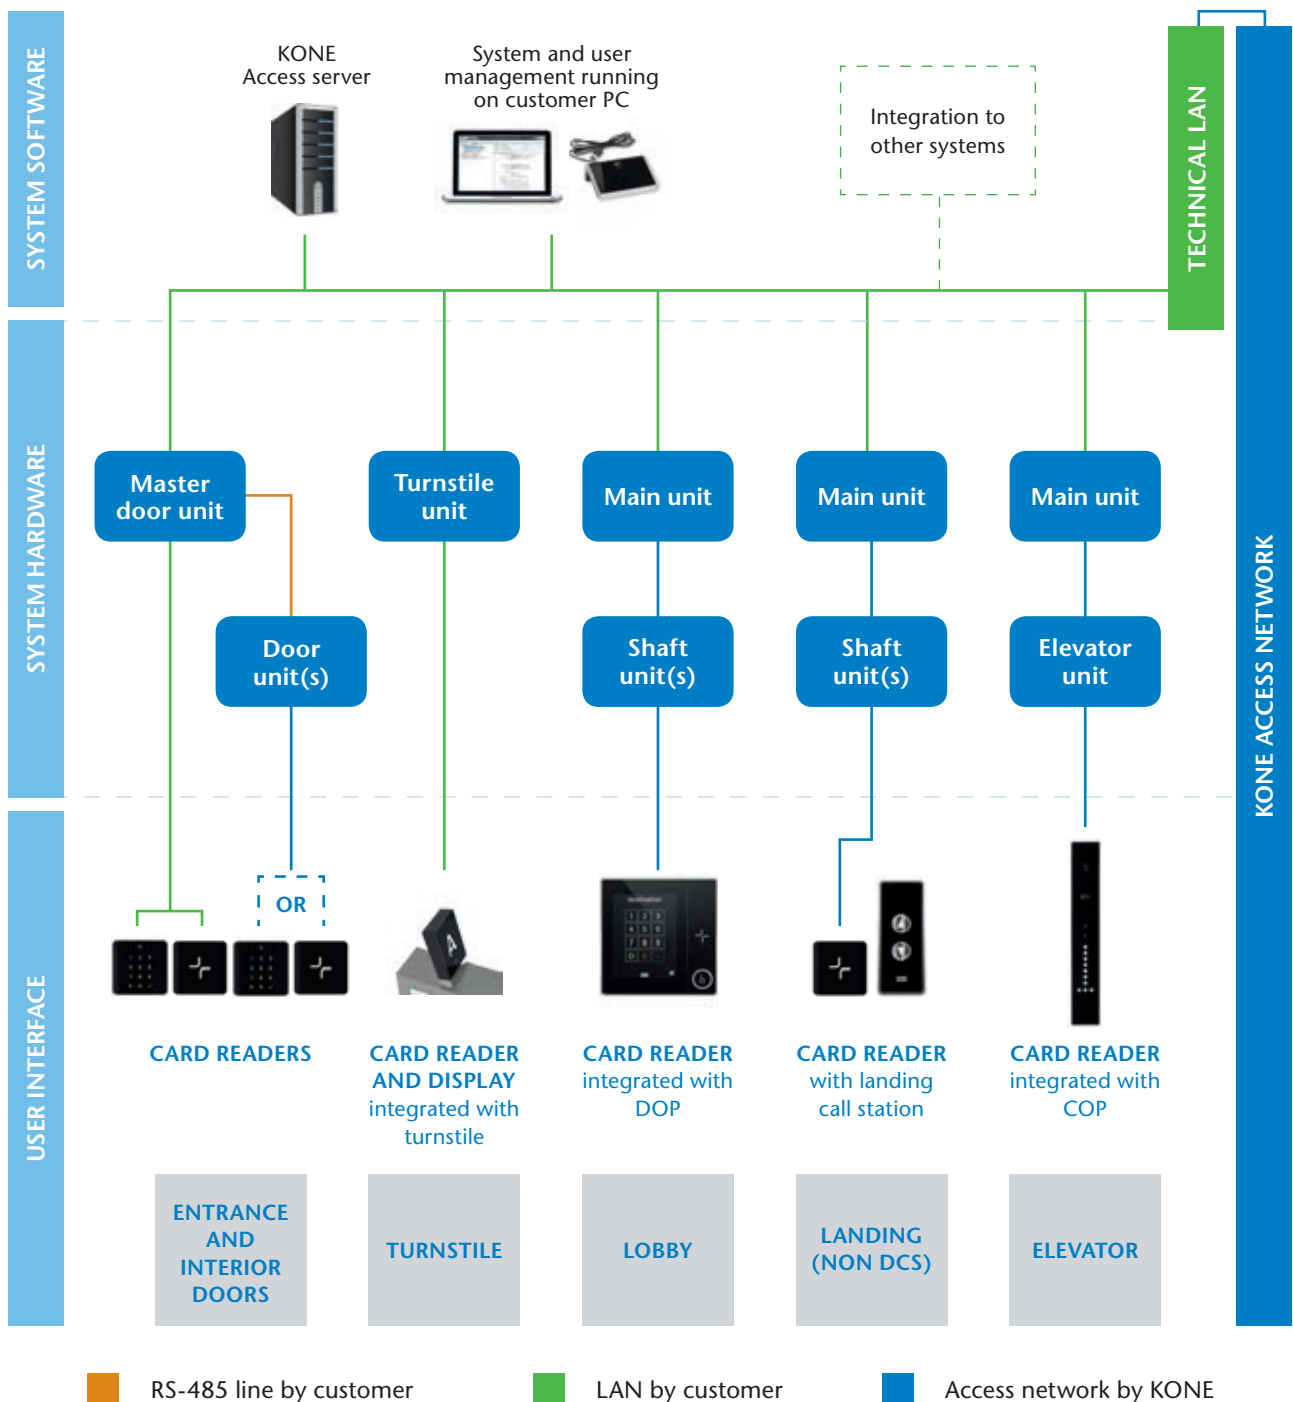 SYSTEM SOFTWARE
KONE
Access server
System and user
management running
on customer PC
Integration to
other systems
TECHNICAL LAN
KONE ACCESS NETWORK
SYSTEM HARDWARE
Master
door unit
Turnstile
unit
Main unit
Main unit
Main unit
Door
unit(s)
Shaft
unit(s)
Shaft
unit(s)
Elevator
unit
USER INTERFACE
OR
A
CARD READERS
CARD READER
AND DISPLAY
integrated with
turnstile
CARD READER
integrated with
DOP
CARD READER
with landing
call station
CARD READER
integrated with
COP
ENTRANCE
AND
INTERIOR
DOORS
TURNSTILE
LOBBY
LANDING
(NON DCS)
ELEVATOR
RS-485 line by customer
LAN by customer
Access network by KONE